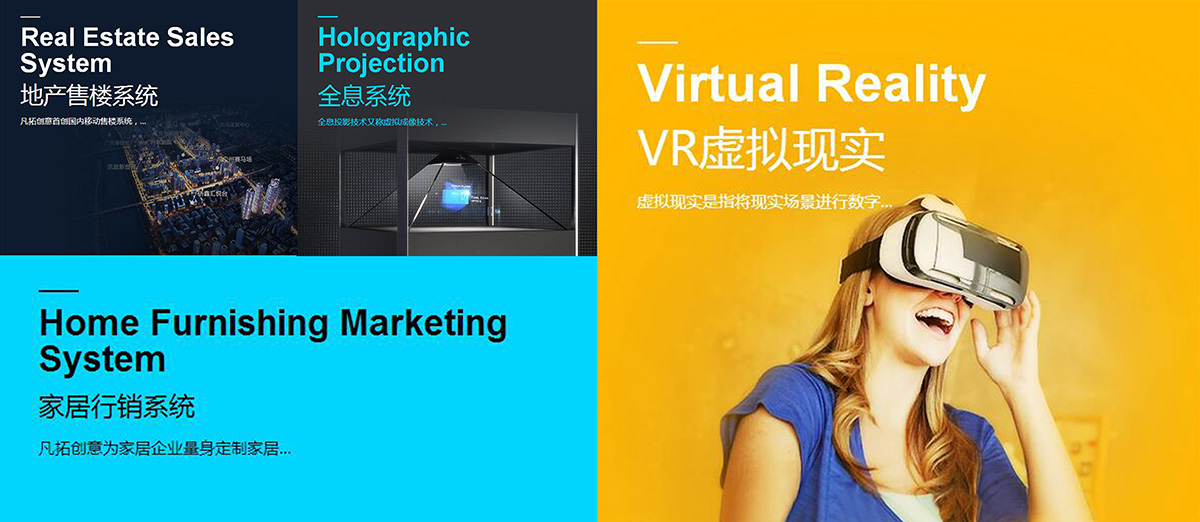 Real Estate Sales
System
地产售楼系统
凡拓创意首创国内移动售楼系统，...
Holographic
Projection
全息系统
全息投影技术又称虚拟成像技术，...
Virtual Reality
VR虚拟现实
虚拟现实是指将现实场景进行数字...
Home Furnishing Marketing
System
家居行销系统
凡拓创意为家居企业量身定制家居...